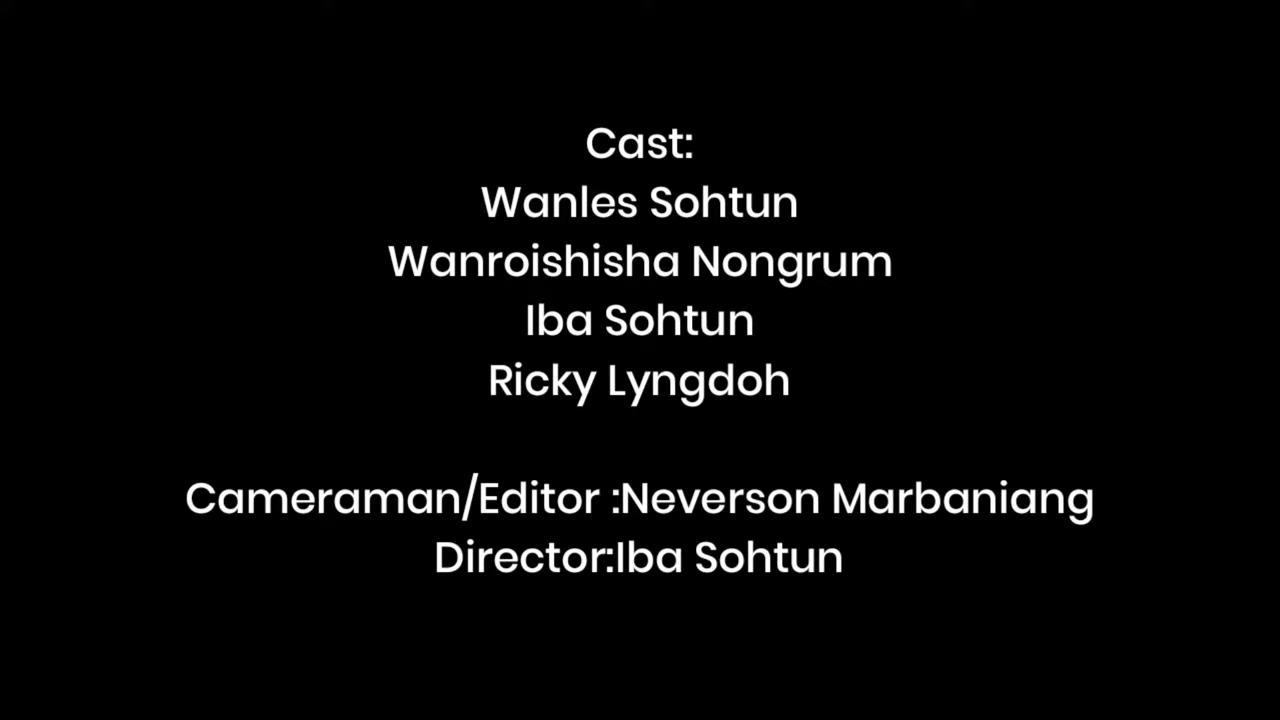 Cast:
Wanles Sohtun
Wanroishisha Nongrum
Iba Sohtun
Ricky Lyngdoh
Cameraman/Editor :Neverson Marbaniang
Director:Iba Sohtun